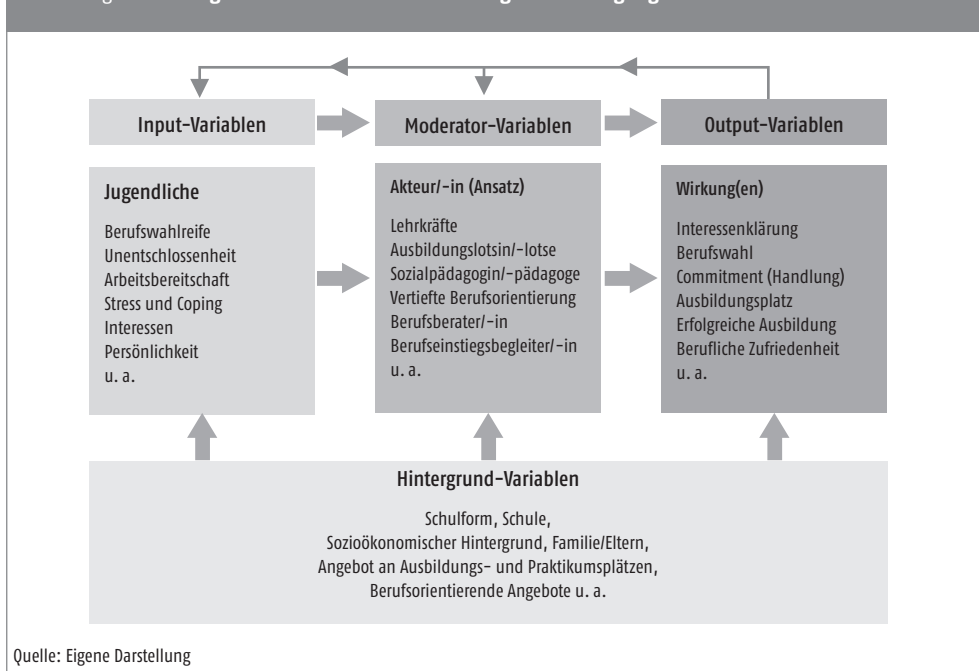 Input-Variablen
Moderator-Variablen
Output-Variablen
Jugendliche
Berufswahlreife
Unentschlossenheit
Arbeitsbereitschaft
Stress und Coping
Interessen
Persönlichkeit
u. a.
Akteur/-in (Ansatz)
Lehrkräfte
Ausbildungslotsin/-lotse
Sozialpädagogin/-pädagoge
Vertiefte Berufsorientierung
Berufsberater/-in
Berufseinstiegsbegleiter/-in
u. a.
Wirkung(en)
Interessenklärung
Berufswahl
Commitment (Handlung)
Ausbildungsplatz
Erfolgreiche Ausbildung
Berufliche Zufriedenheit
u. a.
Hintergrund-Variablen
Schulform, Schule,
Sozioökonomischer Hintergrund, Familie/Eltern,
Angebot an Ausbildungs- und Praktikumsplätzen,
Berufsorientierende Angebote u. a.
Quelle: Eigene Darstellung